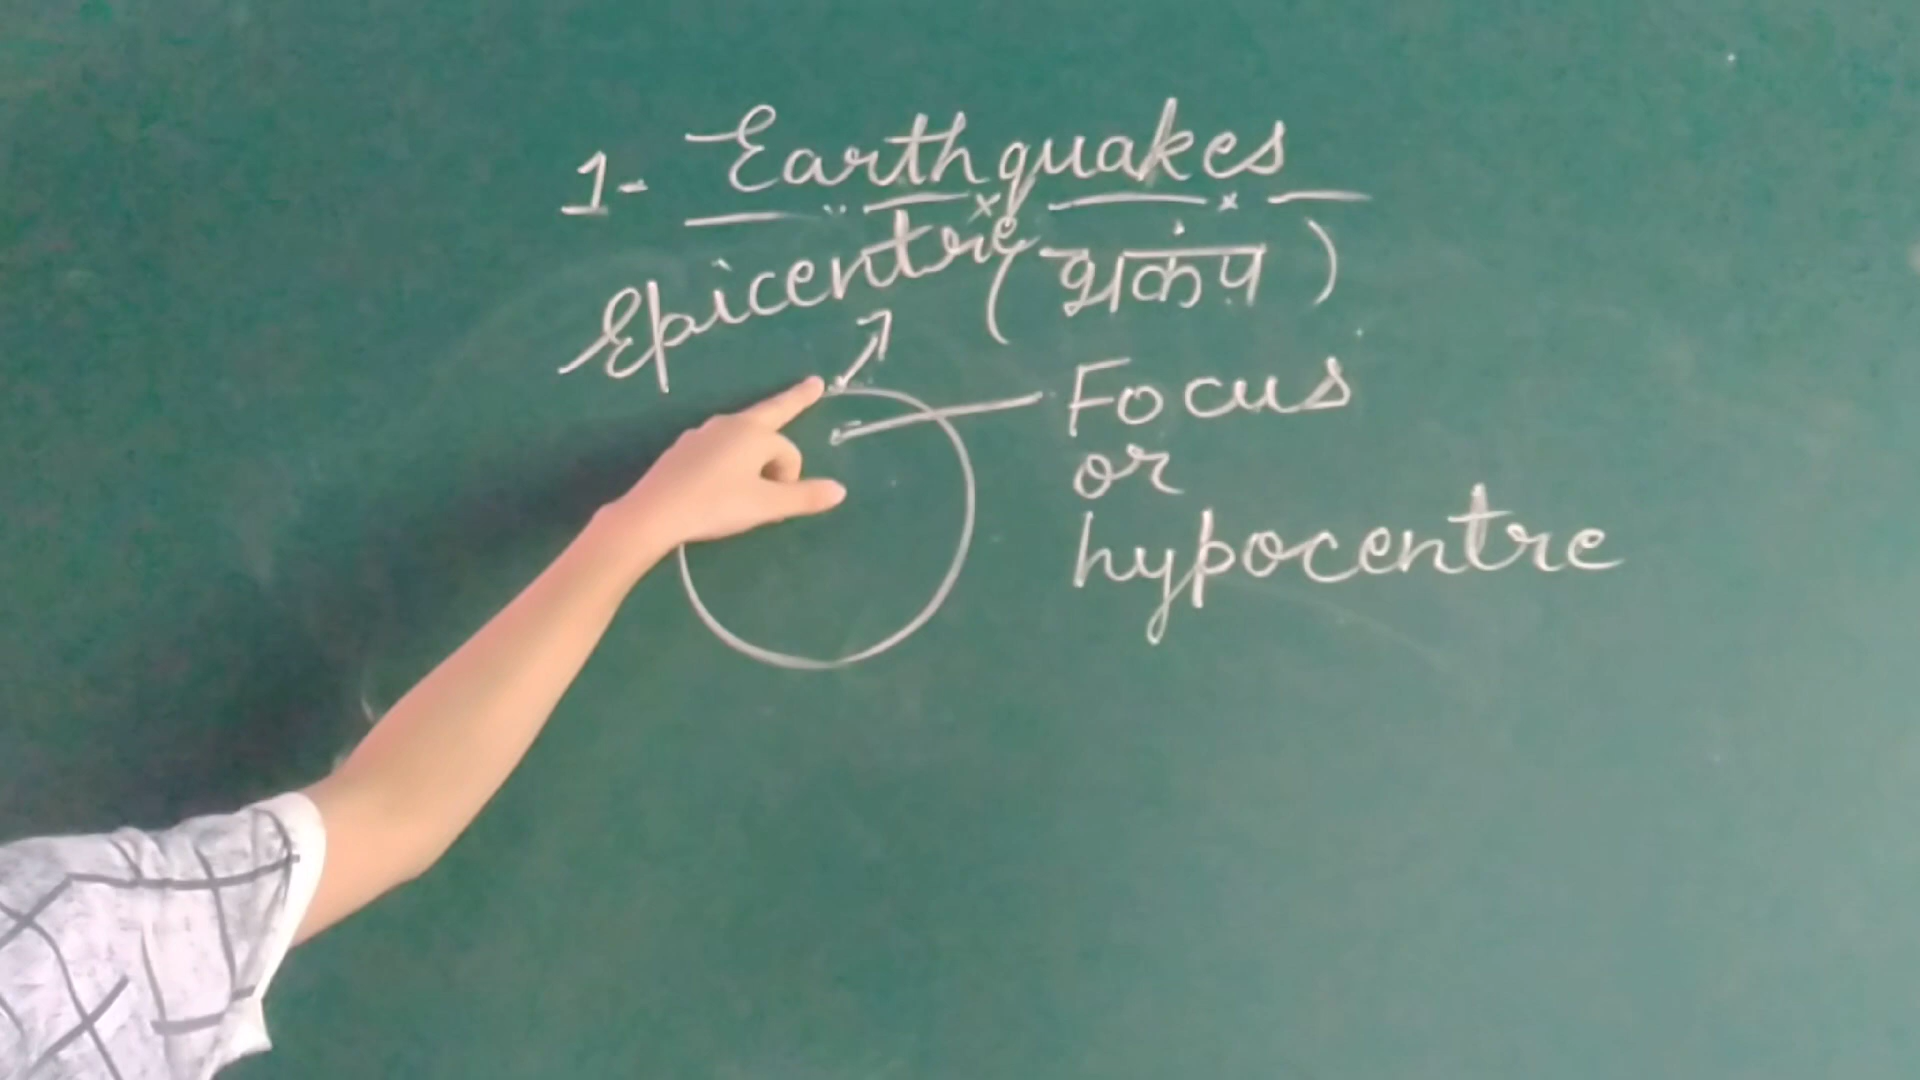 1- Earthquakes
Epicentre
(भूकंप)
Focus
or
hypocentre